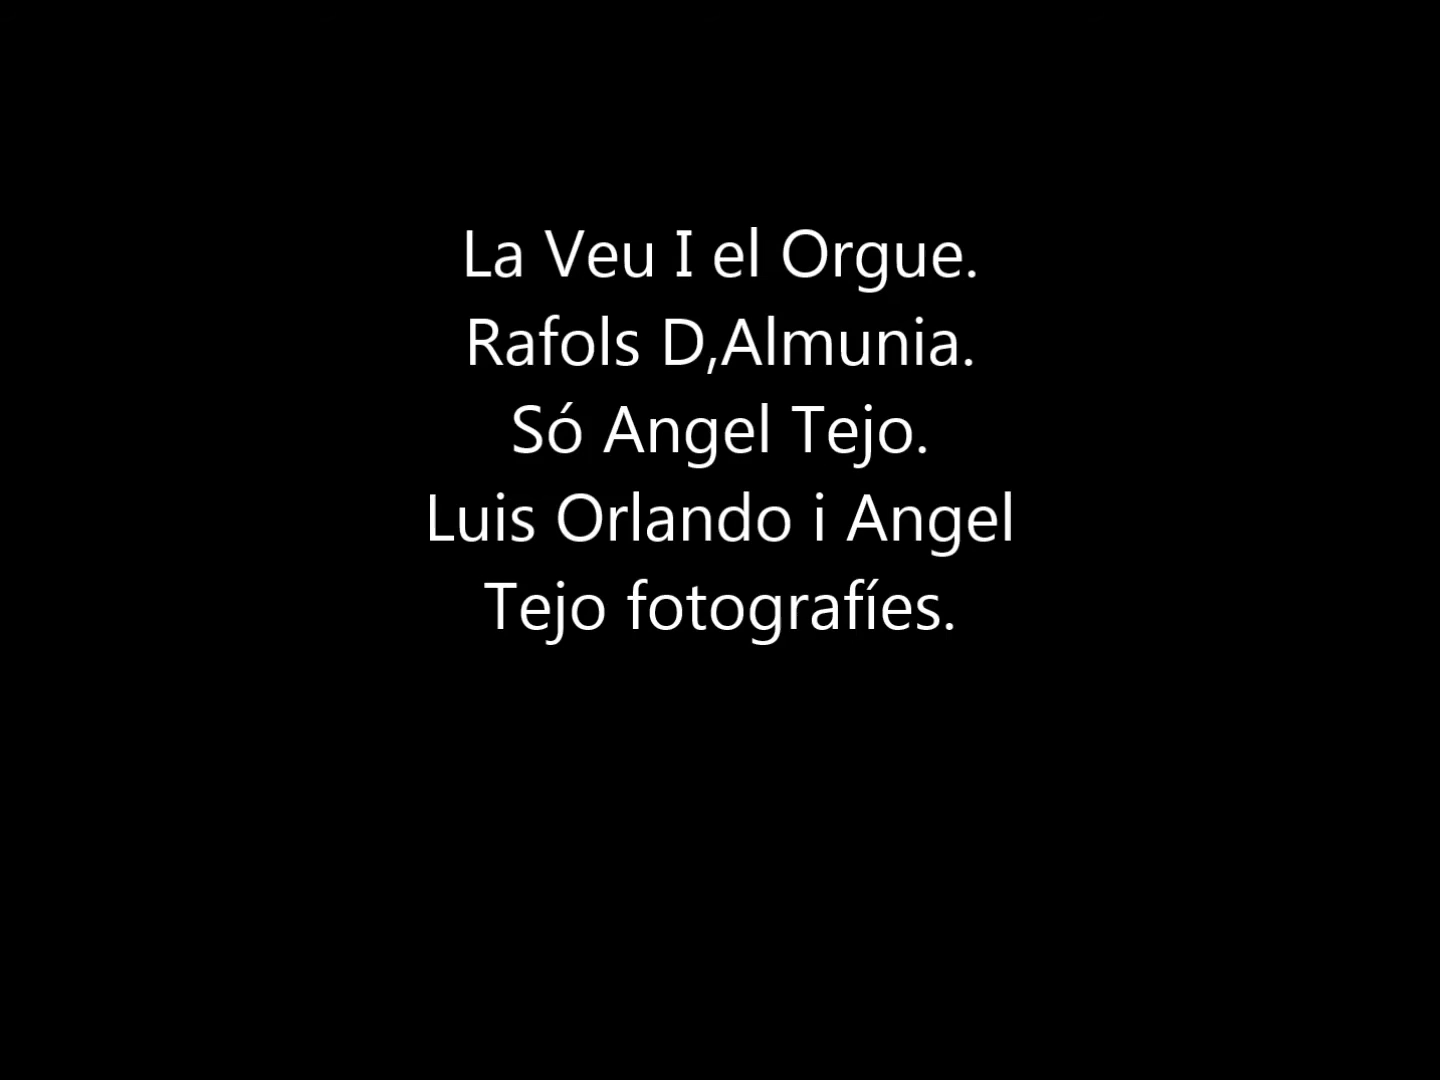 La Veu I el Orgue.
Rafols D,Almunia.
Só Angel Tejo.
Luis Orlando i Angel
Tejo fotografíes.